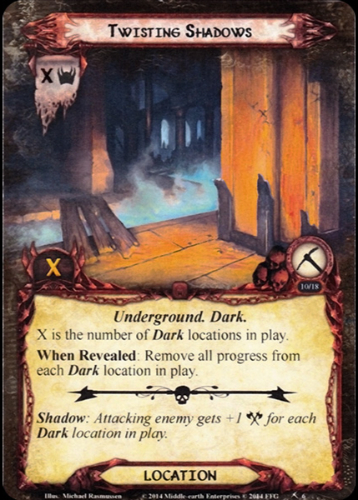 Twisting Shadows
X
X
10/18
Underground. Dark.
X is the number of Dark locations in play.
When Revealed: Remove all progress from
each Dark location in play.
Shadow: Attacking enemy gets +1 for each
Dark location in play.
LOCATION
Illus. Michael Rasmussen © 2014 Middle-earth Enterprises © 2014 FFG 6